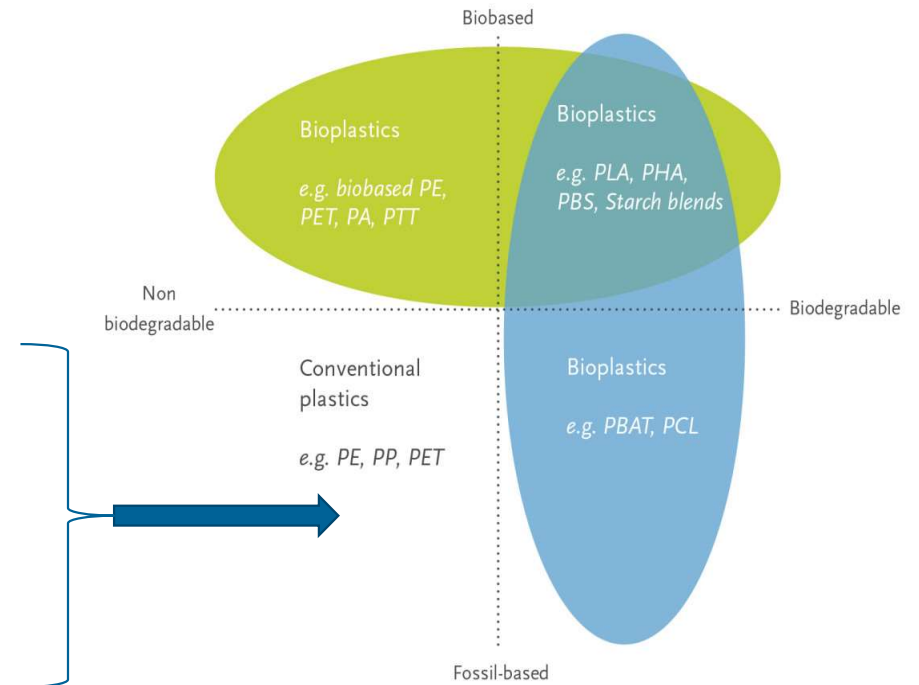 Biobased
Bioplastics
e.g. biobased PE,
PET, PA, PTT
Bioplastics
e.g. PLA, PHA,
PBS, Starch blends
Non
biodegradable
Biodegradable
Conventional
plastics
e.g. PE, PP, PET
Bioplastics
e.g. PBAT, PCL
Fossil-based